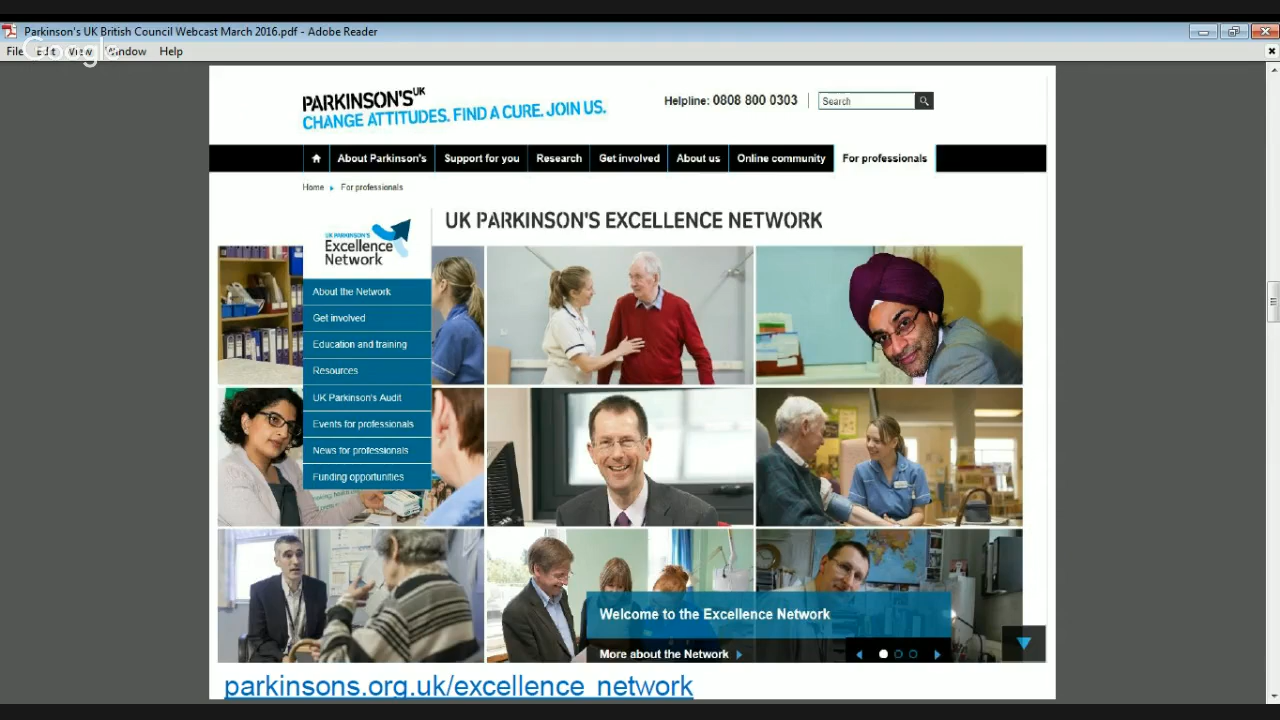 Parkinson's UK British Council Webcast March 2016.pdf - Adobe Reader
File Edit View Window Help
Google
PARKINSON'S UK
CHANGE ATTITUDES. FIND A CURE. JOIN US.
Helpline: 0808 800 0303
Search
About Parkinson's Support for you Research Get involved About us Online community For professionals
Home For professionals
UK PARKINSON'S
Excellence
Network
UK PARKINSON'S EXCELLENCE NETWORK
About the Network
Get involved
Education and training
Resources
UK Parkinson's Audit
Events for professionals
News for professionals
Funding opportunities
Welcome to the Excellence Network
More about the Network
parkinsons.org.uk/excellence_network